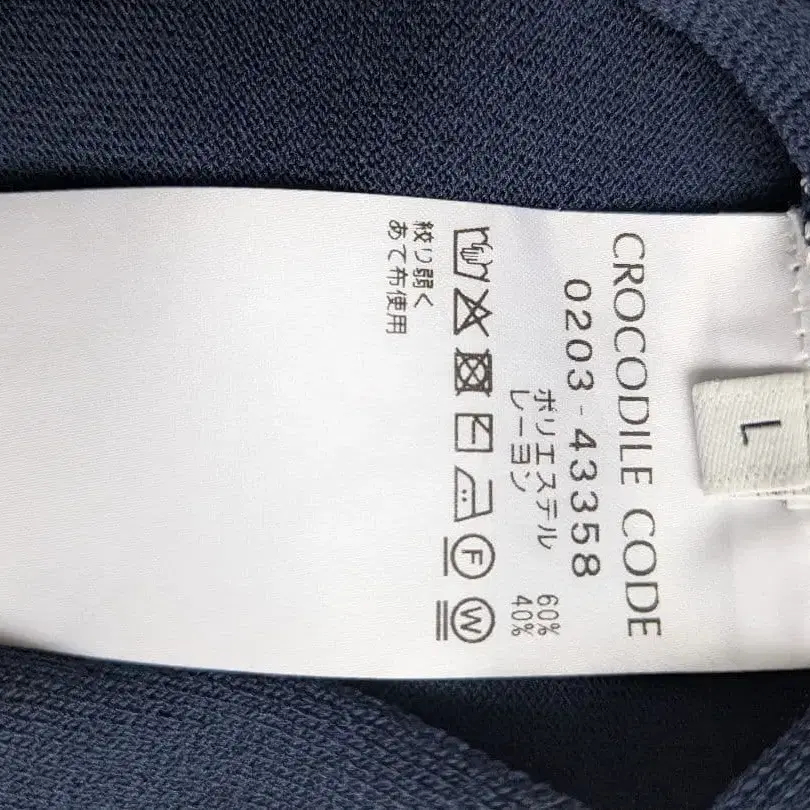 CROCODILE CODE
0203-43358
ポリエステル 60%
レーヨン 40%
F W
絞り弱く
あて布使用
L